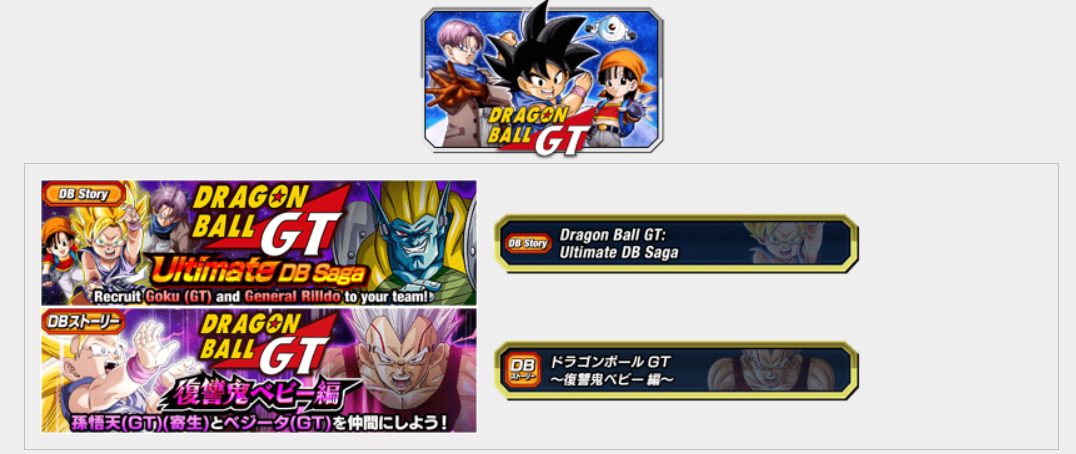 DRAGON
BALL GT
DB Story
DRAGON
BALL GT
Ultimate DB Saga
Recruit Goku (GT) and General Rilldo to your team!
DB Story
Dragon Ball GT:
Ultimate DB Saga
DBストーリー
DRAGON
BALL GT
復讐鬼ベビー編
孫悟天(GT)(寄生)とベジータ(GT)を仲間にしよう!
DB
ストーリー
ドラゴンボールGT
〜復讐鬼ベビー 編〜